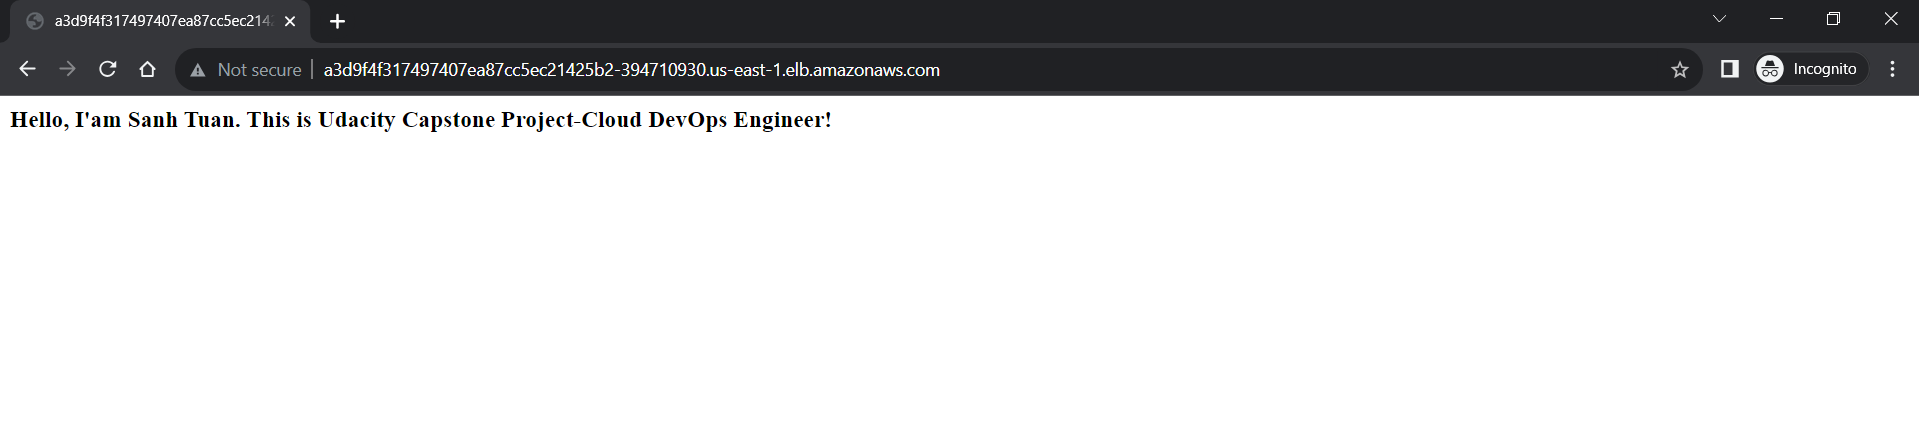 a3d9f4f317497407ea87cc5ec214
Not secure | a3d9f4f317497407ea87cc5ec21425b2-394710930.us-east-1.elb.amazonaws.com
Incognito
Hello, I'am Sanh Tuan. This is Udacity Capstone Project-Cloud DevOps Engineer!